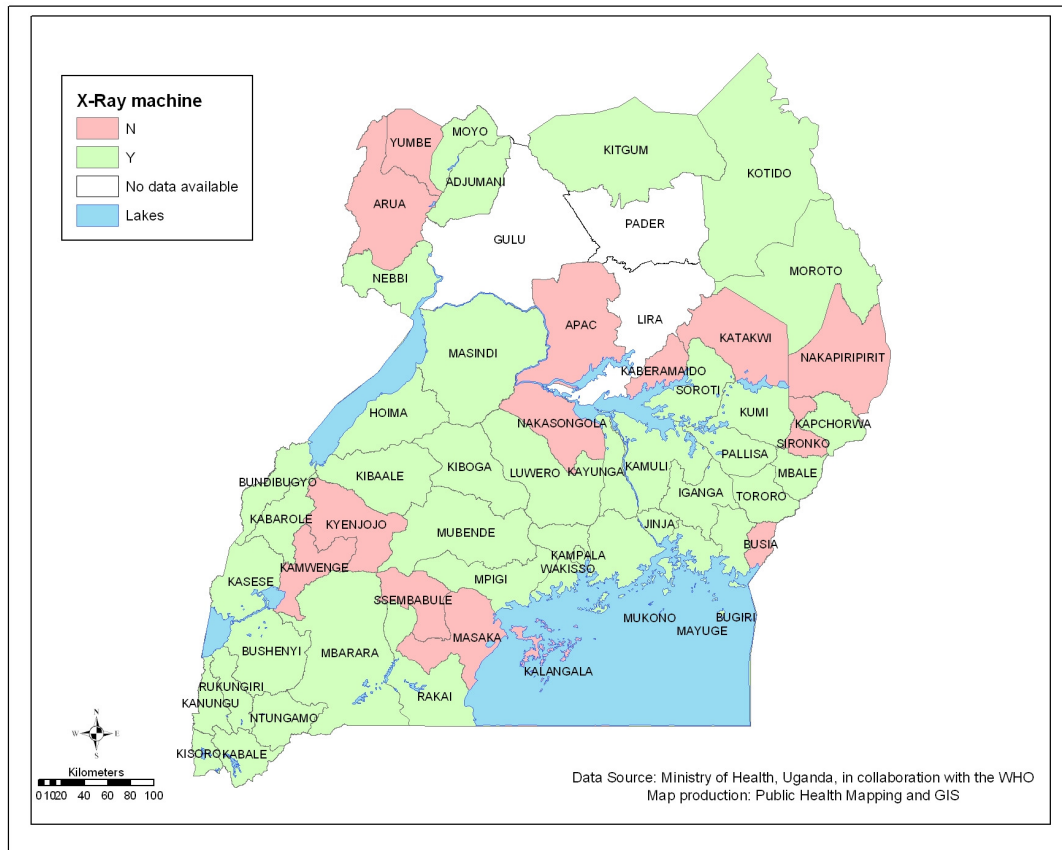 X-Ray machine
N
Y
No data available
Lakes
YUMBE
MOYO
ADJUMANI
ARUA
NEBBI
KITGUM
KOTIDO
PADER
GULU
MOROTO
LIRA
APAC
KATAKWI
NAKAPIRIPIRIT
MASINDI
KABERAMAIDO
SOROTI
HOIMA
NAKASONGOLA
KUMI
KAPCHORWA
SIRONKO
PALLISA
MBALE
KIBOGA
LUWERO
KAYUNGA
KAMULI
KIBAALE
BUNDIBUGYO
IGANGA
TORORO
KABAROLE
KYENJOJO
MUBENDE
JINJA
BUSIA
KAMPALA
WAKISSO
KAMWENGE
KASESE
MPIGI
SSEMBABULE
MASAKA
MUKONO
BUGIRI
MAYUGE
BUSHENYI
MBARARA
KALANGALA
RUKUNGIRI
RAKAI
KANUNGU
NTUNGAMO
KISORO
KABALE
N
W E
S
Kilometers
0 10 20 40 60 80 100
Data Source: Ministry of Health, Uganda, in collaboration with the WHO
Map production: Public Health Mapping and GIS